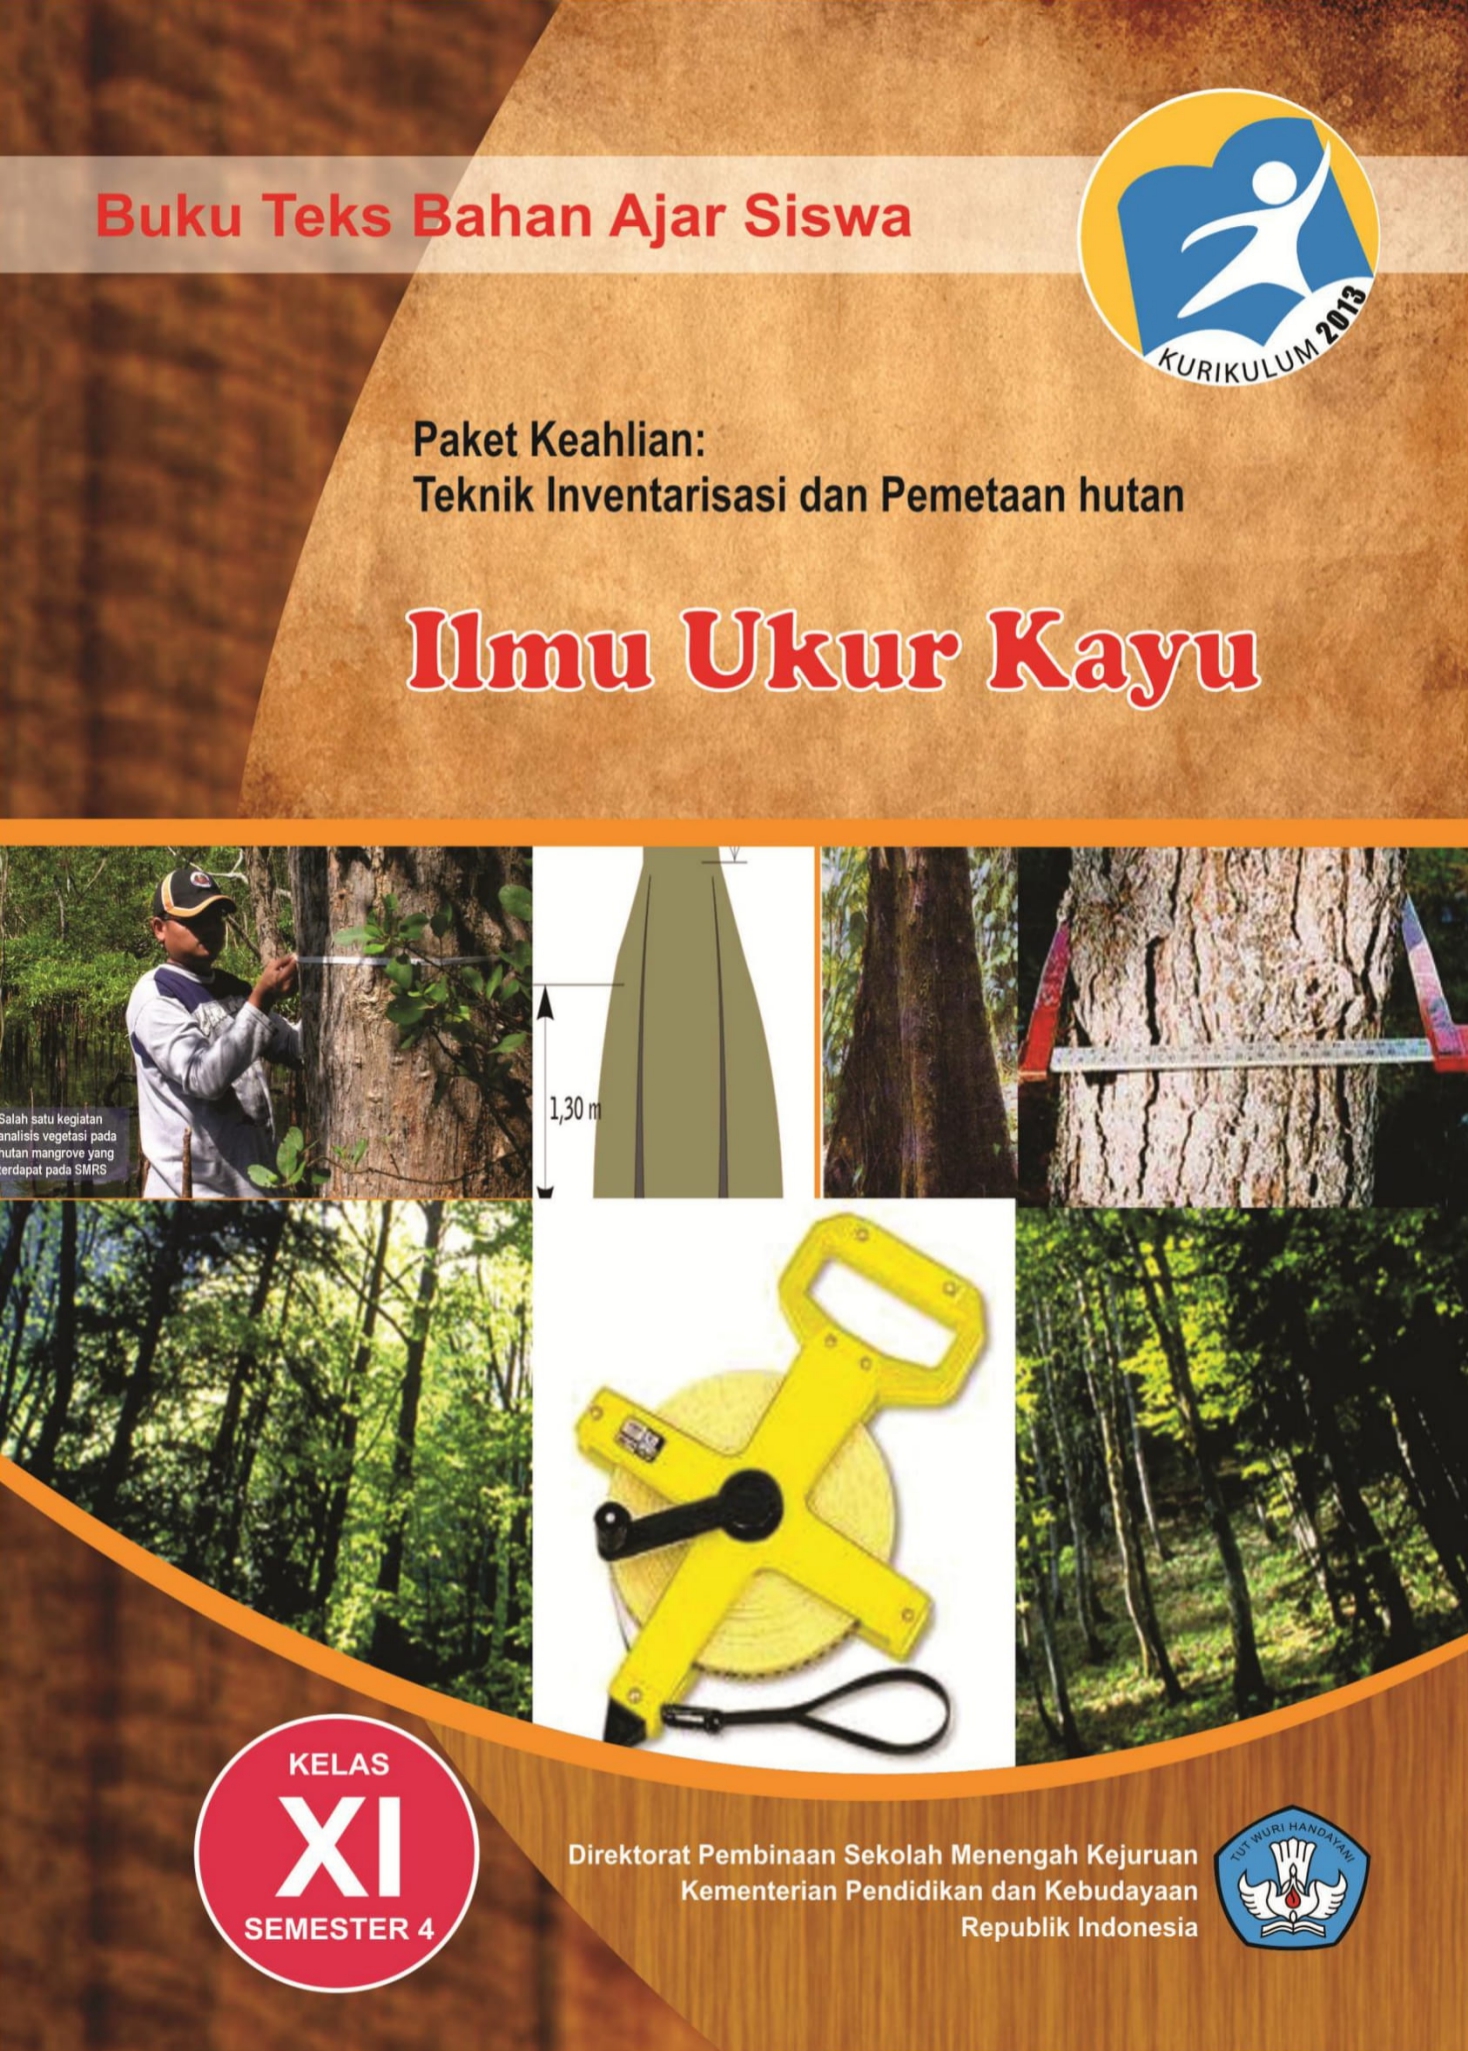 Buku Teks Bahan Ajar Siswa
KURIKULUM 2013
Paket Keahlian:
Teknik Inventarisasi dan Pemetaan hutan
Ilmu Ukur Kayu
Salah satu kegiatan
analisis vegetasi pada
hutan mangrove yang
terdapat pada SMRS
1,30 m
KELAS
XI
SEMESTER 4
Direktorat Pembinaan Sekolah Menengah Kejuruan
Kementerian Pendidikan dan Kebudayaan
Republik Indonesia
TUT WURI HANDAYANI